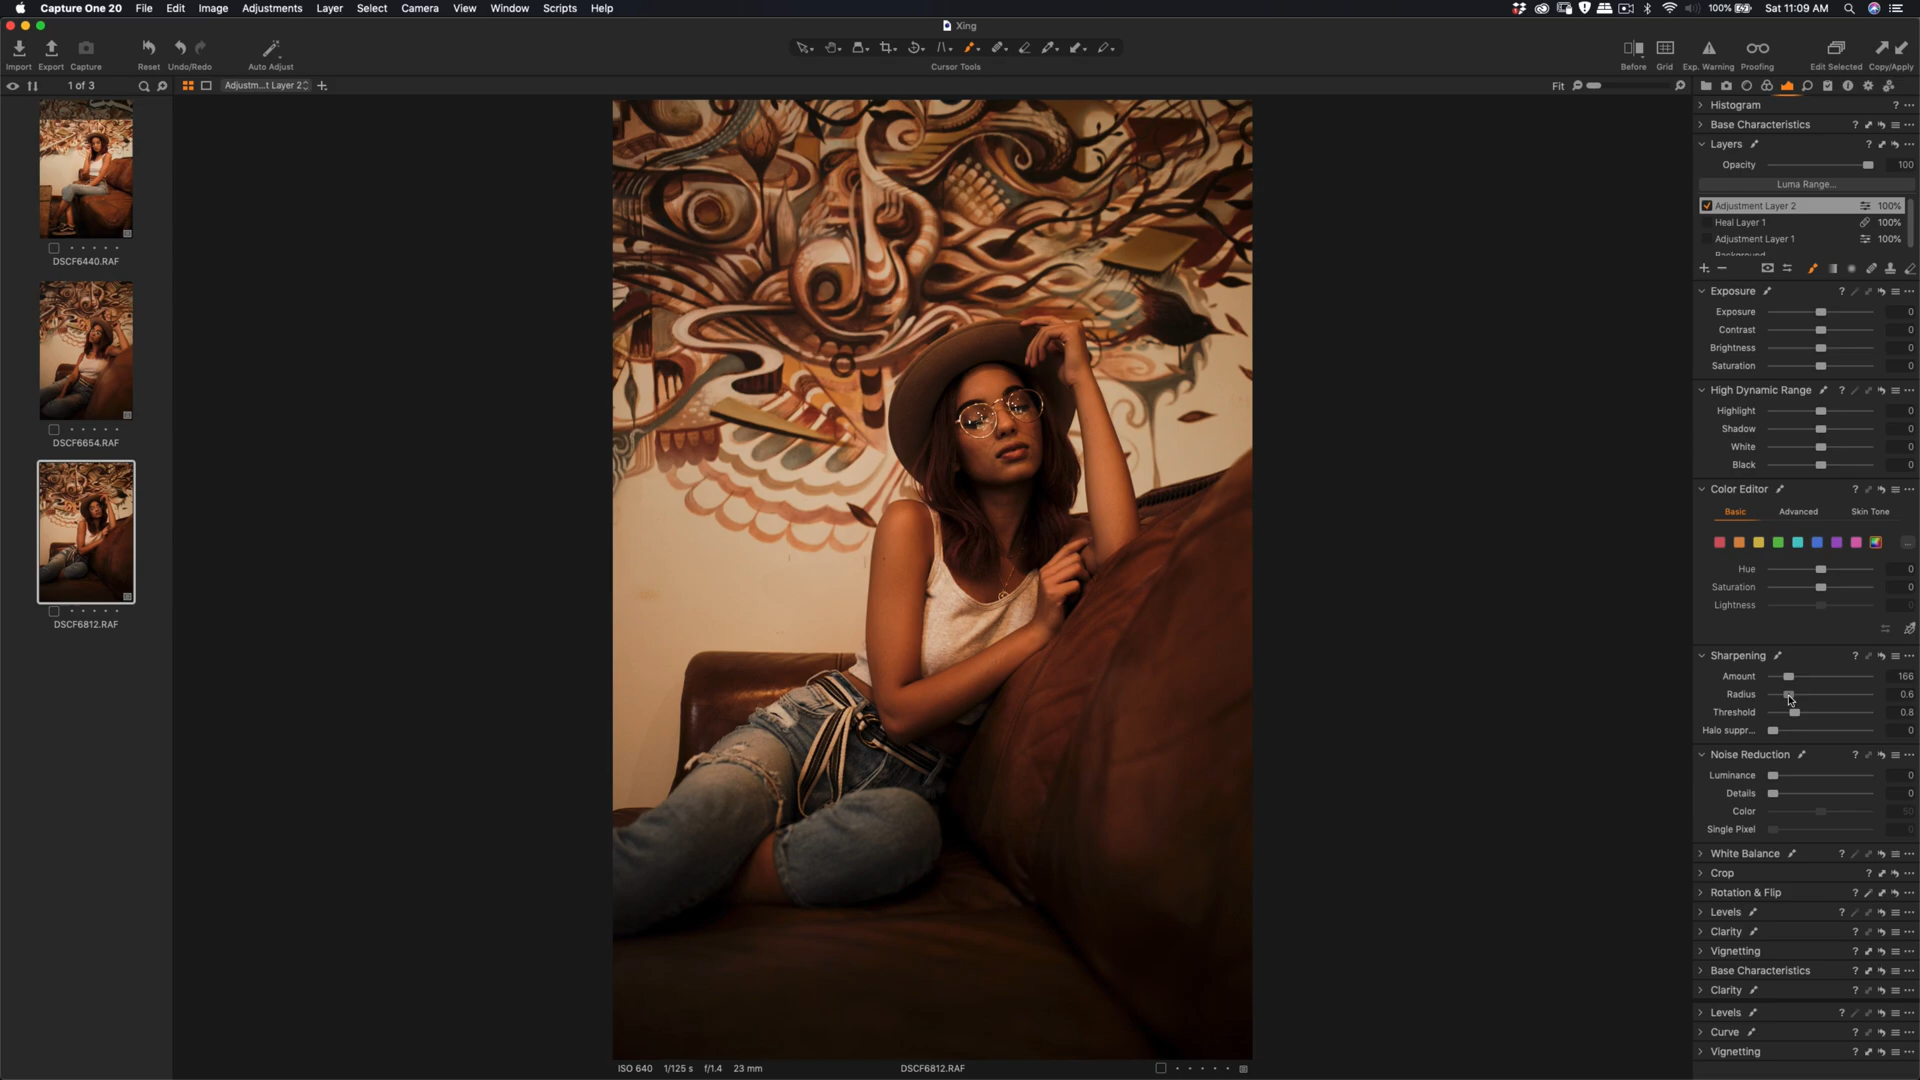 Capture One 20 File Edit Image Adjustments Layer Select Camera View Window Scripts Help 100% Sat 11:09 AM
Xing
Import Export Capture Reset Undo/Redo Auto Adjust Cursor Tools Before Grid Exp. Warning Proofing Edit Selected Copy/Apply
1 of 3 Adjustm...t Layer 2 Fit
DSCF6440.RAF
DSCF6654.RAF
DSCF6812.RAF
ISO 640 1/125 s f/1.4 23 mm DSCF6812.RAF
Histogram ? ...
Base Characteristics ? ...
Layers ? ...
Opacity 100
Luma Range...
Adjustment Layer 2 100%
Heal Layer 1 100%
Adjustment Layer 1 100%
Background
Exposure ? ...
Exposure 0
Contrast 0
Brightness 0
Saturation 0
High Dynamic Range ? ...
Highlight 0
Shadow 0
White 0
Black 0
Color Editor ? ...
Basic Advanced Skin Tone
...
Hue 0
Saturation 0
Lightness 0
Sharpening ? ...
Amount 166
Radius 0.6
Threshold 0.8
Halo suppr... 0
Noise Reduction ? ...
Luminance 0
Details 0
Color 50
Single Pixel 0
White Balance ? ...
Crop ? ...
Rotation & Flip ? ...
Levels ? ...
Clarity ? ...
Vignetting ? ...
Base Characteristics ? ...
Clarity ? ...
Levels ? ...
Curve ? ...
Vignetting ? ...